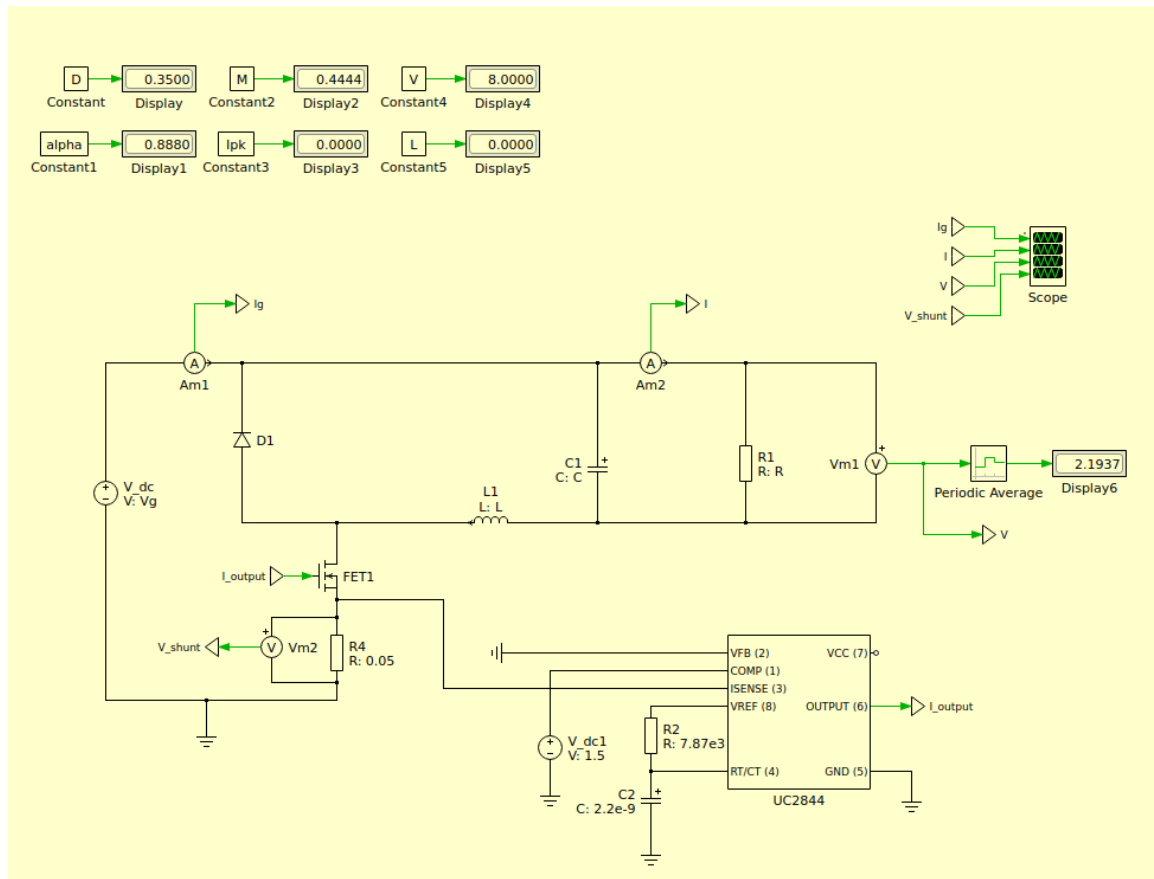 D 0.3500 M 0.4444 V 8.0000
Constant Display Constant2 Display2 Constant4 Display4
alpha 0.8880 Ipk 0.0000 L 0.0000
Constant1 Display1 Constant3 Display3 Constant5 Display5
Ig
I
V
V_shunt
Scope
Ig
I
A
Am1
A
Am2
D1
V_dc
V: Vg
L1
L: L
C1
C: C
+
R1
R: R
Vm1
V
+
Periodic Average
2.1937
Display6
V
I_output
FET1
V_shunt
V
+
Vm2
R4
R: 0.05
VFB (2)
COMP (1)
ISENSE (3)
VREF (8)
RT/CT (4)
VCC (7)
OUTPUT (6)
GND (5)
UC2844
I_output
V_dc1
V: 1.5
R2
R: 7.87e3
C2
C: 2.2e-9
+